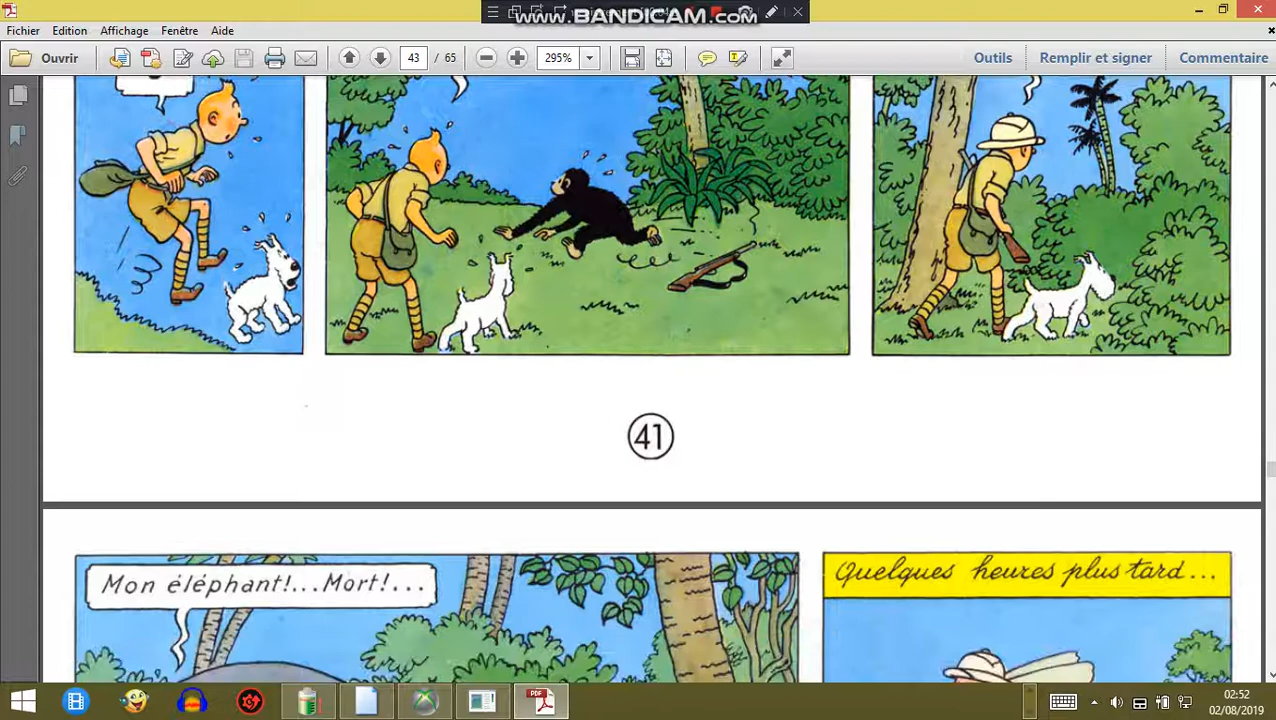 www.BANDICAM.com
Fichier Edition Affichage Fenêtre Aide
Ouvrir 43 / 65 295% Outils Remplir et signer Commentaire
41
Mon éléphant!...Mort!...
Quelques heures plus tard...
PDF
02:52
02/08/2019